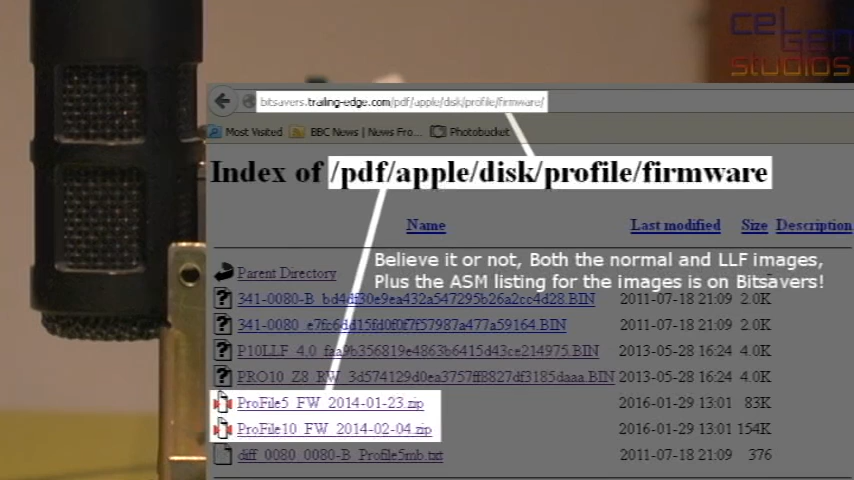 cel
Gen
studios
bitsavers.trailing-edge.com/pdf/apple/disk/profile/firmware/
Most Visited BBC News | News Fro... Photobucket
Index of /pdf/apple/disk/profile/firmware
Name Last modified Size Description
Believe it or not, Both the normal and LLF images,
Plus the ASM listing for the images is on Bitsavers!
Parent Directory
341-0080-B_bd4df30e9ea432a547295b26a2cc4d28.BIN 2011-07-18 21:09 2.0K
341-0080_e7fc6dd15fd0f0f7f57987a477a59164.BIN 2011-07-18 21:09 2.0K
P10LLF_4.0_faa9b356819e4863b6415d43ce214975.BIN 2013-05-28 16:24 4.0K
PRO10_Z8_RW_3d574129d0ea3757ff8827df3185daaa.BIN 2013-05-28 16:24 4.0K
ProFile5_FW_2014-01-23.zip 2016-01-29 13:01 83K
ProFile10_FW_2014-02-04.zip 2016-01-29 13:01 154K
diff_0080_0080-B_Profile5mb.txt 2011-07-18 21:09 376